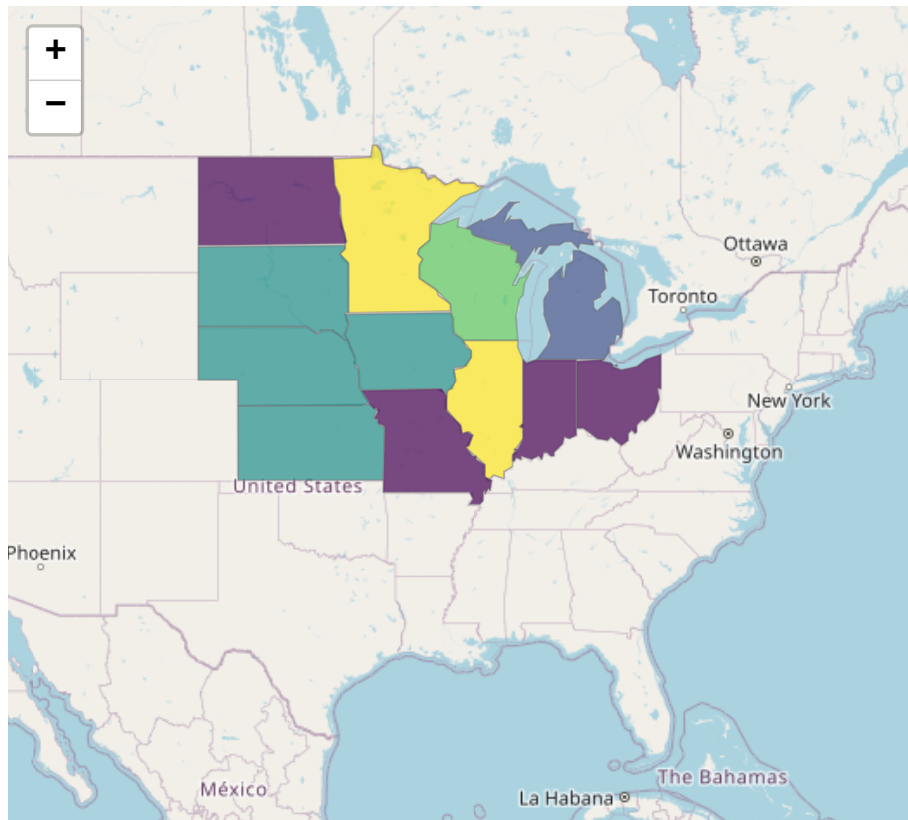 +
−
Ottawa
Toronto
New York
Washington
United States
Phoenix
México
The Bahamas
La Habana